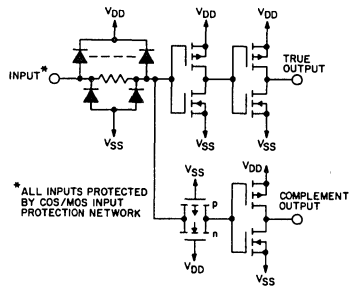 VDD
VDD
VDD
INPUT*
TRUE
OUTPUT
VSS
VSS
VSS
VSS
VDD
*ALL INPUTS PROTECTED
BY COS/MOS INPUT
PROTECTION NETWORK
p
n
COMPLEMENT
OUTPUT
VDD
VSS